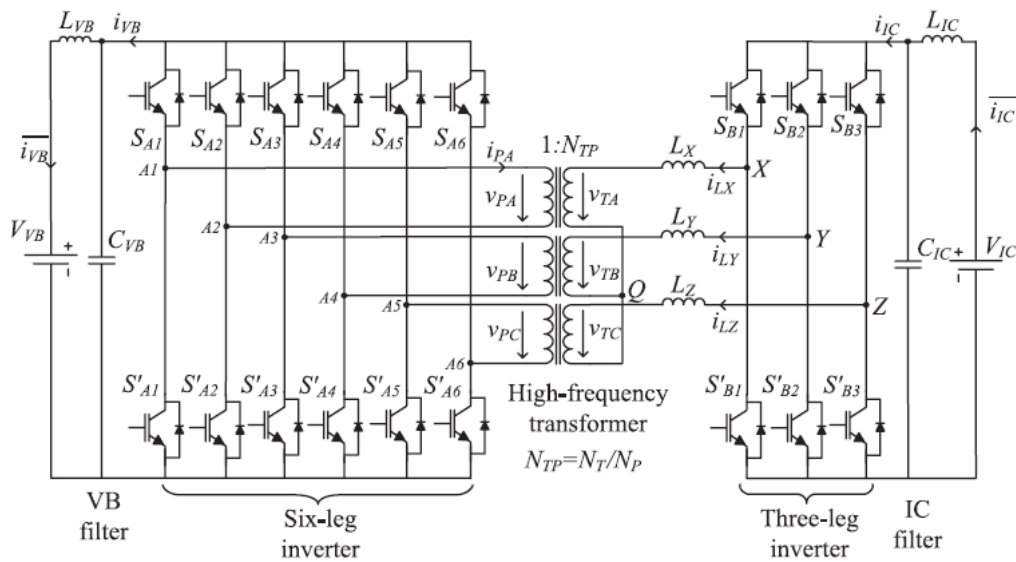 L_VB i_VB i_IC L_IC
S_A1 S_A2 S_A3 S_A4 S_A5 S_A6 S_B1 S_B2 S_B3
i_VB i_IC
1:N_TP
A1 i_PA L_X X
i_LX
v_PA v_TA
V_VB + - C_VB A2 A3 L_Y Y C_IC + - V_IC
i_LY
v_PB v_TB
A4 Q L_Z
A5 Z
i_LZ
v_PC v_TC
A6
S'_A1 S'_A2 S'_A3 S'_A4 S'_A5 S'_A6 S'_B1 S'_B2 S'_B3
High-frequency
transformer
N_TP=N_T/N_P
VB
filter
Six-leg
inverter
Three-leg
inverter
IC
filter